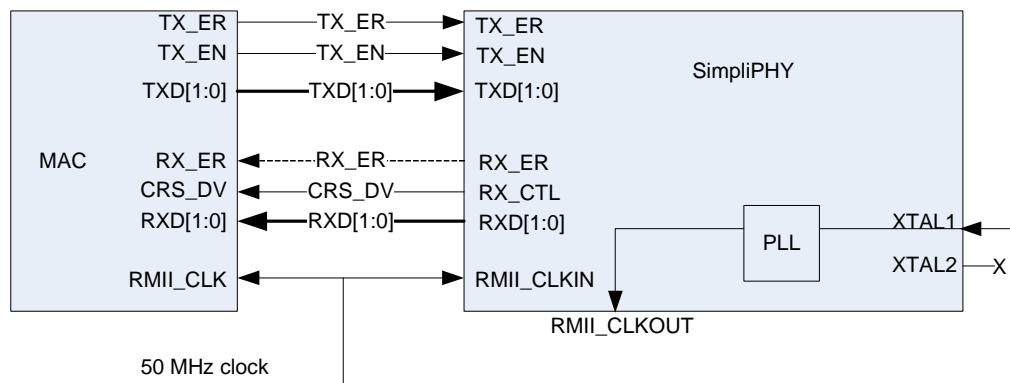 TX_ER TX_ER TX_ER
TX_EN TX_EN TX_EN
SimpliPHY
TXD[1:0] TXD[1:0] TXD[1:0]
MAC
RX_ER RX_ER RX_ER
CRS_DV CRS_DV RX_CTL
RXD[1:0] RXD[1:0] RXD[1:0]
XTAL1
PLL
XTAL2 X
RMII_CLK RMII_CLKIN
RMII_CLKOUT
50 MHz clock